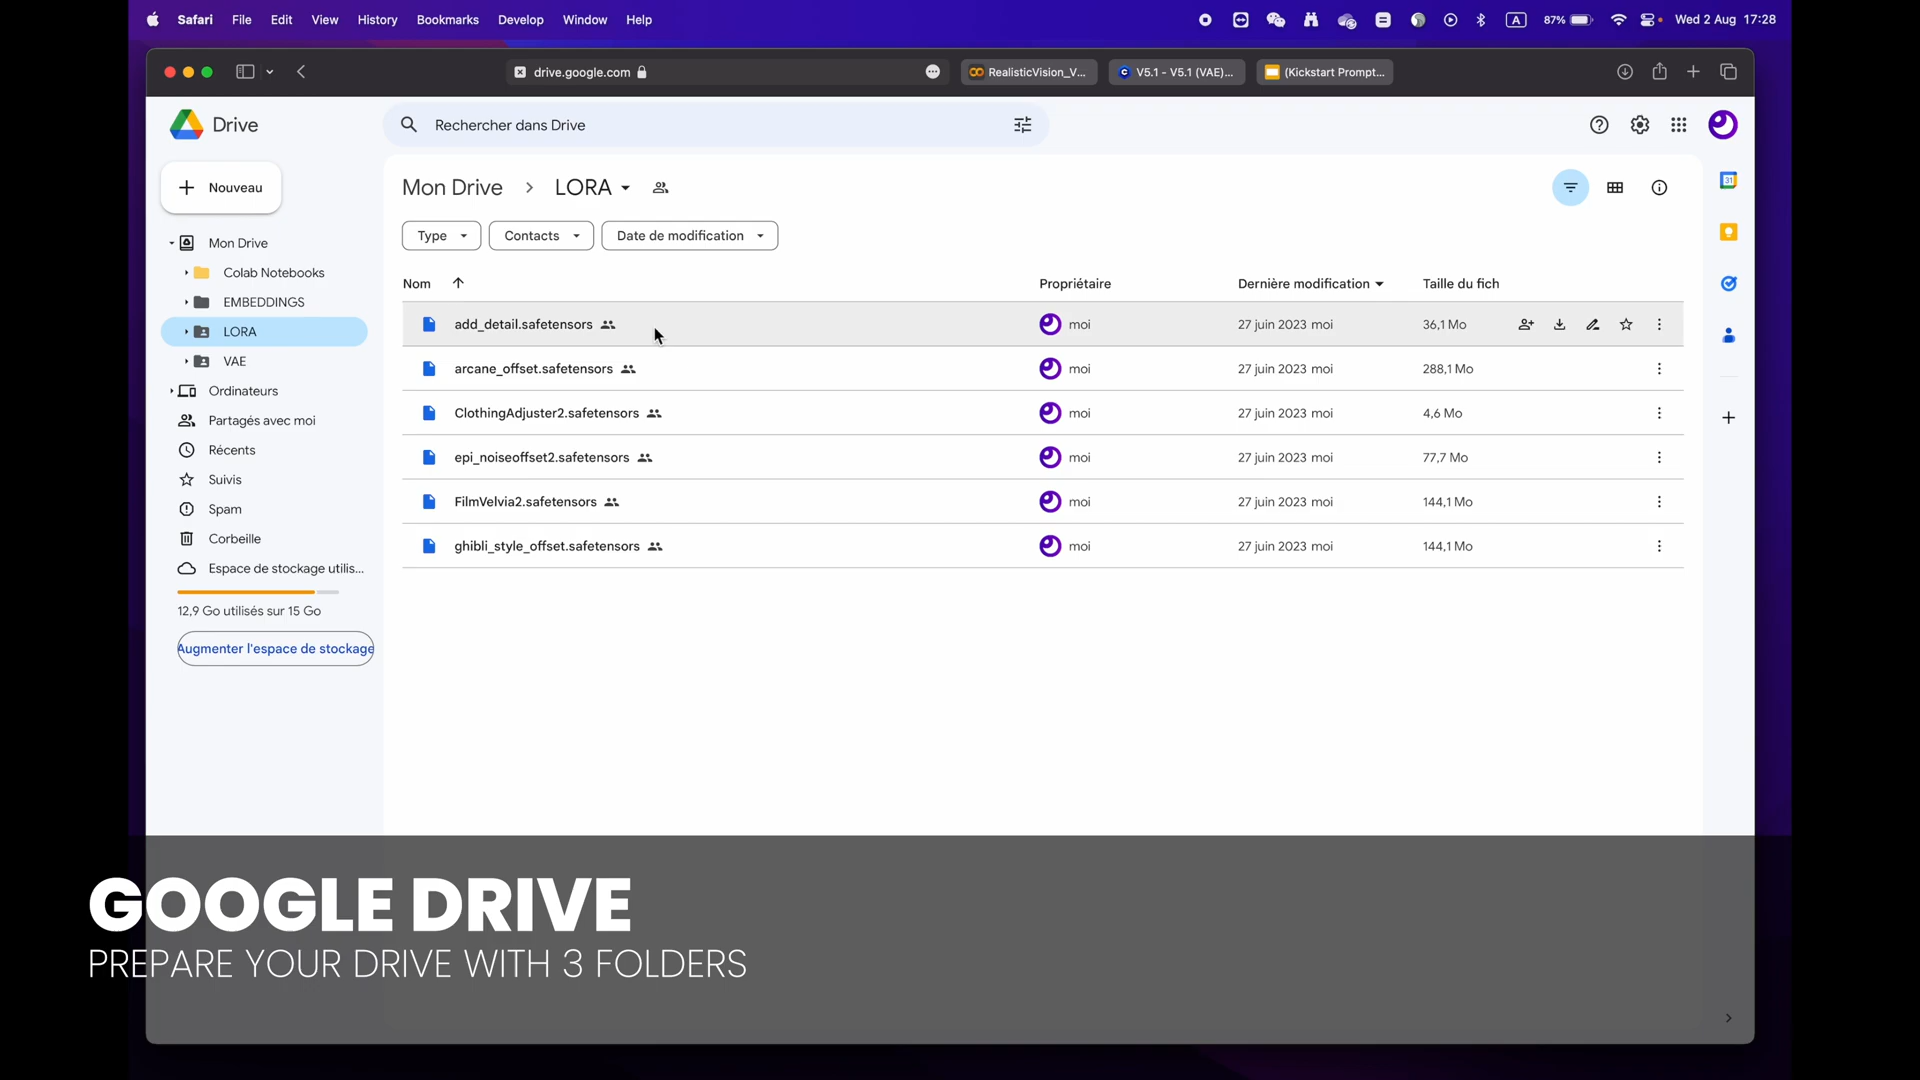 Safari File Edit View History Bookmarks Develop Window Help A 87% Wed 2 Aug 17:28
drive.google.com RealisticVision_V... V5.1 - V5.1 (VAE)... (Kickstart Prompt...
Drive
Rechercher dans Drive
Nouveau
Mon Drive > LORA
Type Contacts Date de modification
Mon Drive
Colab Notebooks
EMBEDDINGS
LORA
VAE
Ordinateurs
Partagés avec moi
Récents
Suivis
Spam
Corbeille
Espace de stockage utilis...
12,9 Go utilisés sur 15 Go
Augmenter l'espace de stockage
Nom Propriétaire Dernière modification Taille du fich
add_detail.safetensors moi 27 juin 2023 moi 36,1 Mo
arcane_offset.safetensors moi 27 juin 2023 moi 288,1 Mo
ClothingAdjuster2.safetensors moi 27 juin 2023 moi 4,6 Mo
epi_noiseoffset2.safetensors moi 27 juin 2023 moi 77,7 Mo
FilmVelvia2.safetensors moi 27 juin 2023 moi 144,1 Mo
ghibli_style_offset.safetensors moi 27 juin 2023 moi 144,1 Mo
31
GOOGLE DRIVE
PREPARE YOUR DRIVE WITH 3 FOLDERS